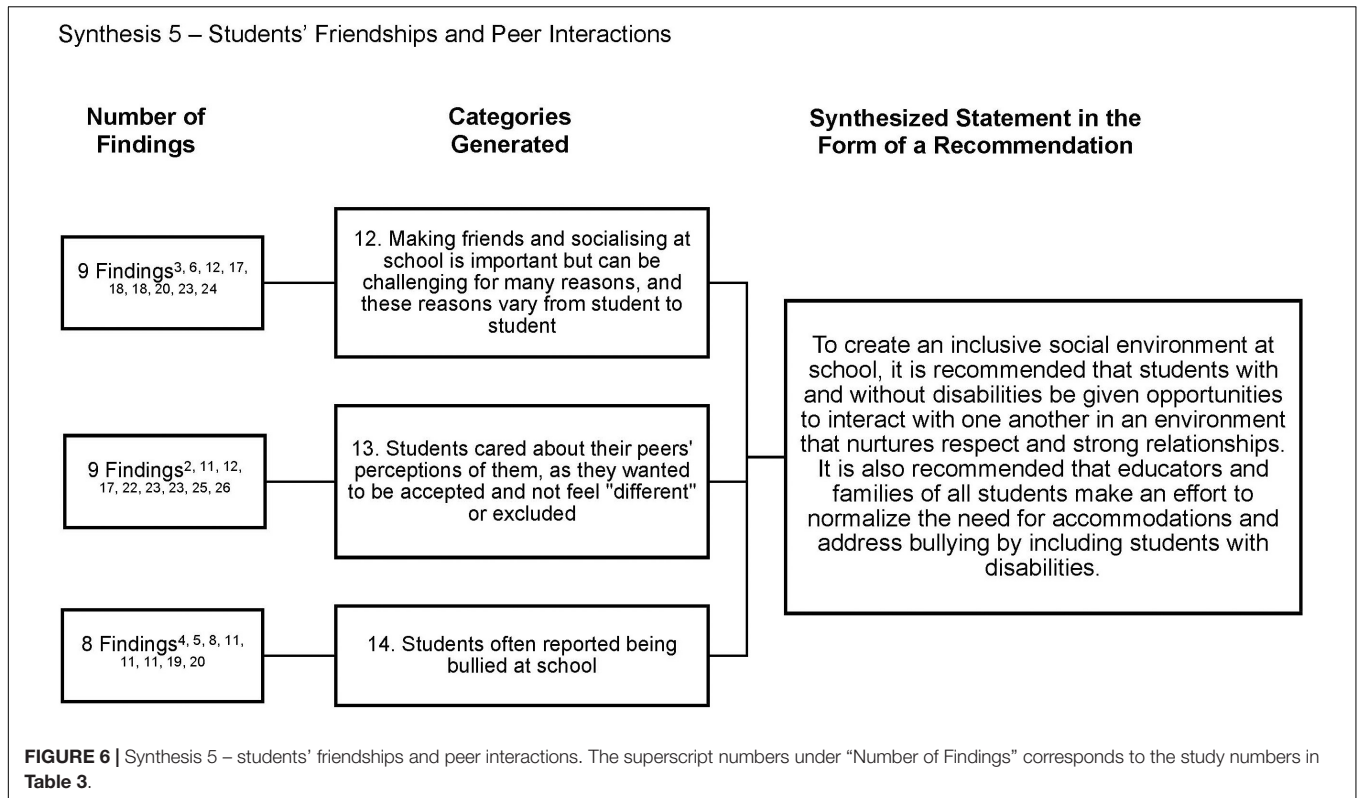 Synthesis 5 – Students’ Friendships and Peer Interactions
Number of
Findings
Categories
Generated
Synthesized Statement in the
Form of a Recommendation
9 Findings3, 6, 12, 17,
18, 18, 20, 23, 24
12. Making friends and socialising at
school is important but can be
challenging for many reasons, and
these reasons vary from student to
student
9 Findings2, 11, 12,
17, 22, 23, 23, 25, 26
13. Students cared about their peers'
perceptions of them, as they wanted
to be accepted and not feel "different"
or excluded
8 Findings4, 5, 8, 11,
11, 11, 19, 20
14. Students often reported being
bullied at school
To create an inclusive social environment at
school, it is recommended that students with
and without disabilities be given opportunities
to interact with one another in an environment
that nurtures respect and strong relationships.
It is also recommended that educators and
families of all students make an effort to
normalize the need for accommodations and
address bullying by including students with
disabilities.
FIGURE 6 | Synthesis 5 – students’ friendships and peer interactions. The superscript numbers under “Number of Findings” corresponds to the study numbers in
Table 3.